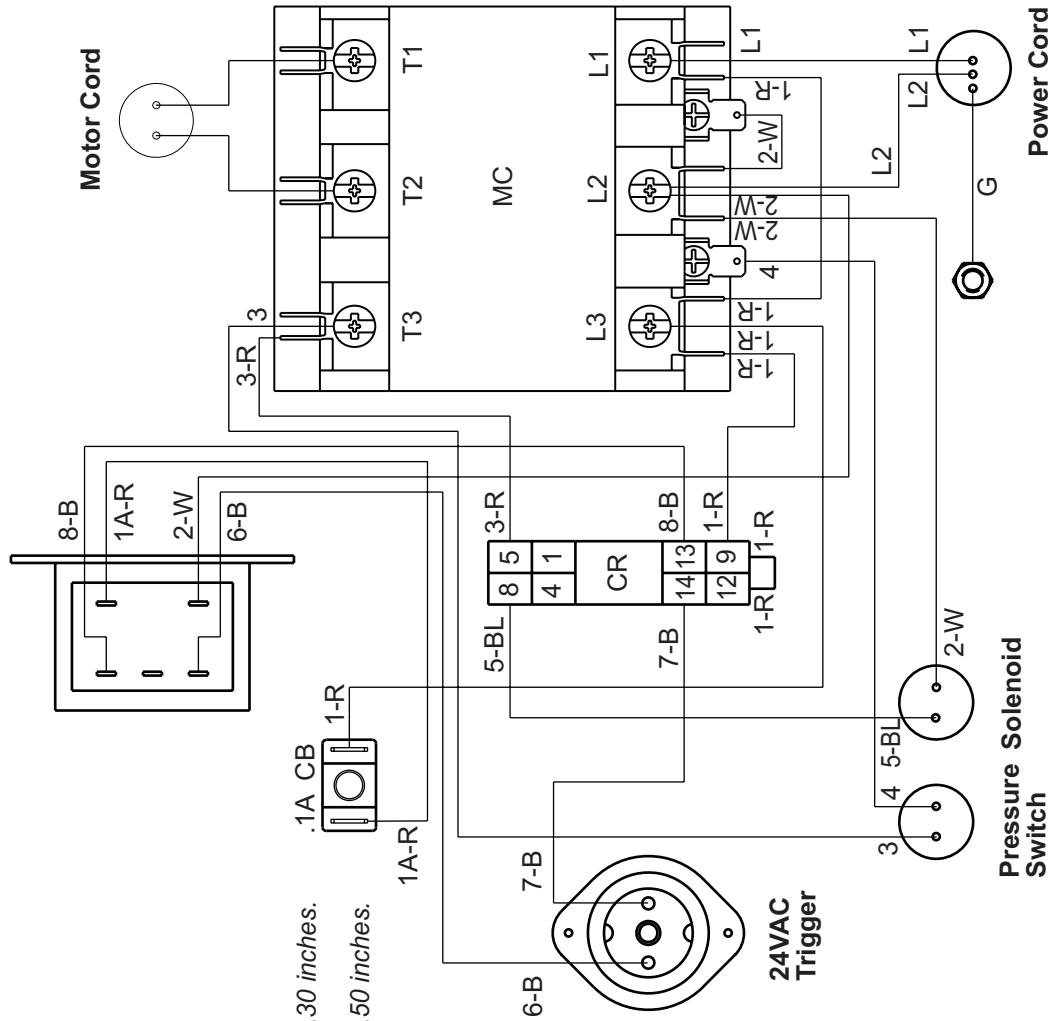 Motor Cord
T1
T2
T3
MC
L1
L2
L3
L1
1-R
2-W
2-W
2-W
4
1-R
1-R
1-R
L1
L2
L2
G
Power Cord
3
3-R
8-B
1A-R
2-W
6-B
3-R
8-B
1-R
1-R
5
1
CR
13
9
8
4
14
12
5-BL
7-B
1-R
.1A CB
1-R
1A-R
.30 inches.
.50 inches.
7-B
6-B
24VAC
Trigger
3
4
5-BL
2-W
Pressure
Switch
Solenoid